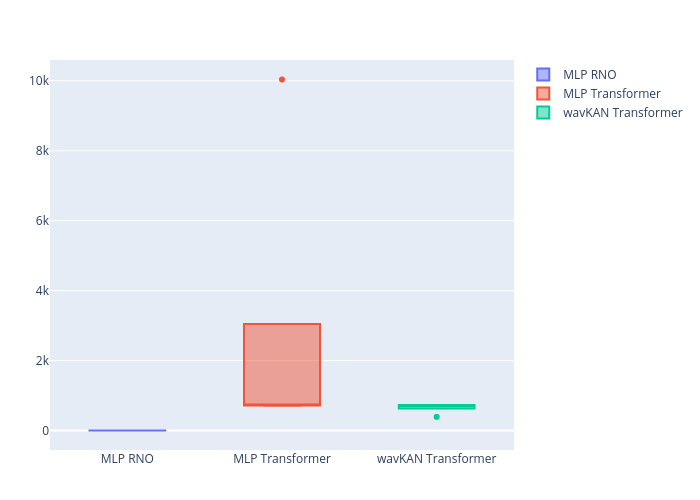 10k
8k
6k
4k
2k
0
MLP RNO
MLP Transformer
wavKAN Transformer
MLP RNO
MLP Transformer
wavKAN Transformer